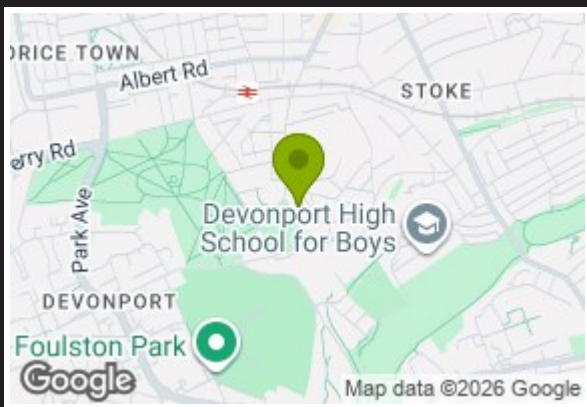 ORICE TOWN
Albert Rd
STOKE
erry Rd
Park Ave
Devonport High
School for Boys
DEVONPORT
Foulston Park
Google
Map data ©2026 Google